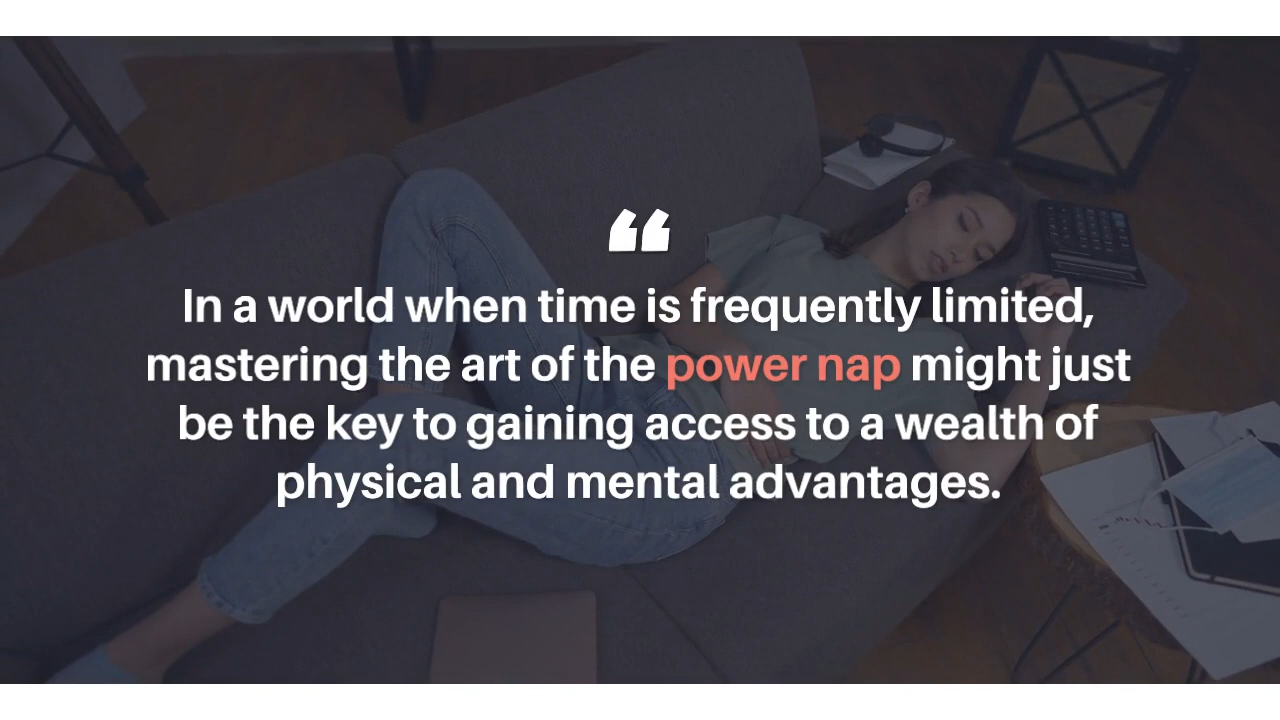 “
In a world when time is frequently limited,
mastering the art of the power nap might just
be the key to gaining access to a wealth of
physical and mental advantages.